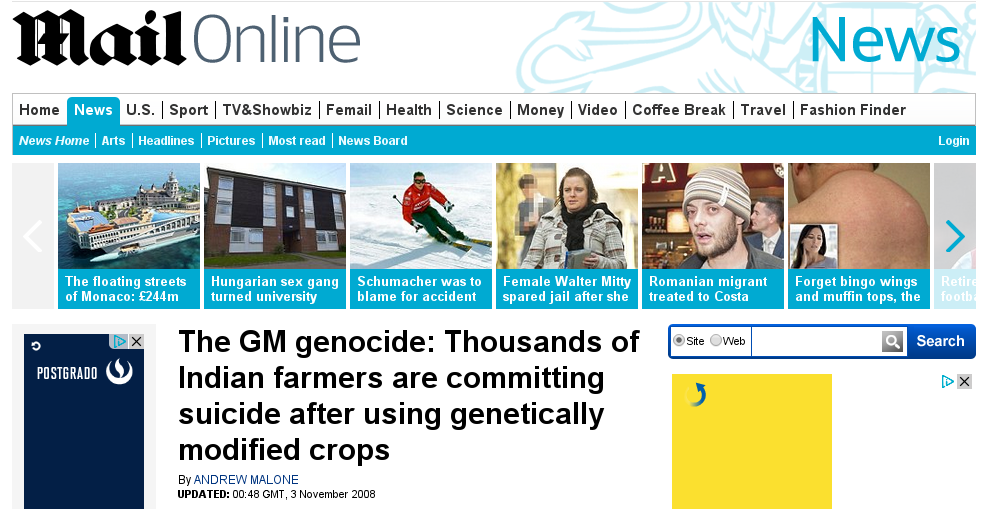 Mail Online
News
Home News U.S. Sport TV&Showbiz Femail Health Science Money Video Coffee Break Travel Fashion Finder
News Home Arts Headlines Pictures Most read News Board Login
The floating streets
of Monaco: £244m
Hungarian sex gang
turned university
Schumacher was to
blame for accident
Female Walter Mitty
spared jail after she
Romanian migrant
treated to Costa
Forget bingo wings
and muffin tops, the
Retire
footba
POSTGRADO
The GM genocide: Thousands of
Indian farmers are committing
suicide after using genetically
modified crops
By ANDREW MALONE
UPDATED: 00:48 GMT, 3 November 2008
Site Web Search